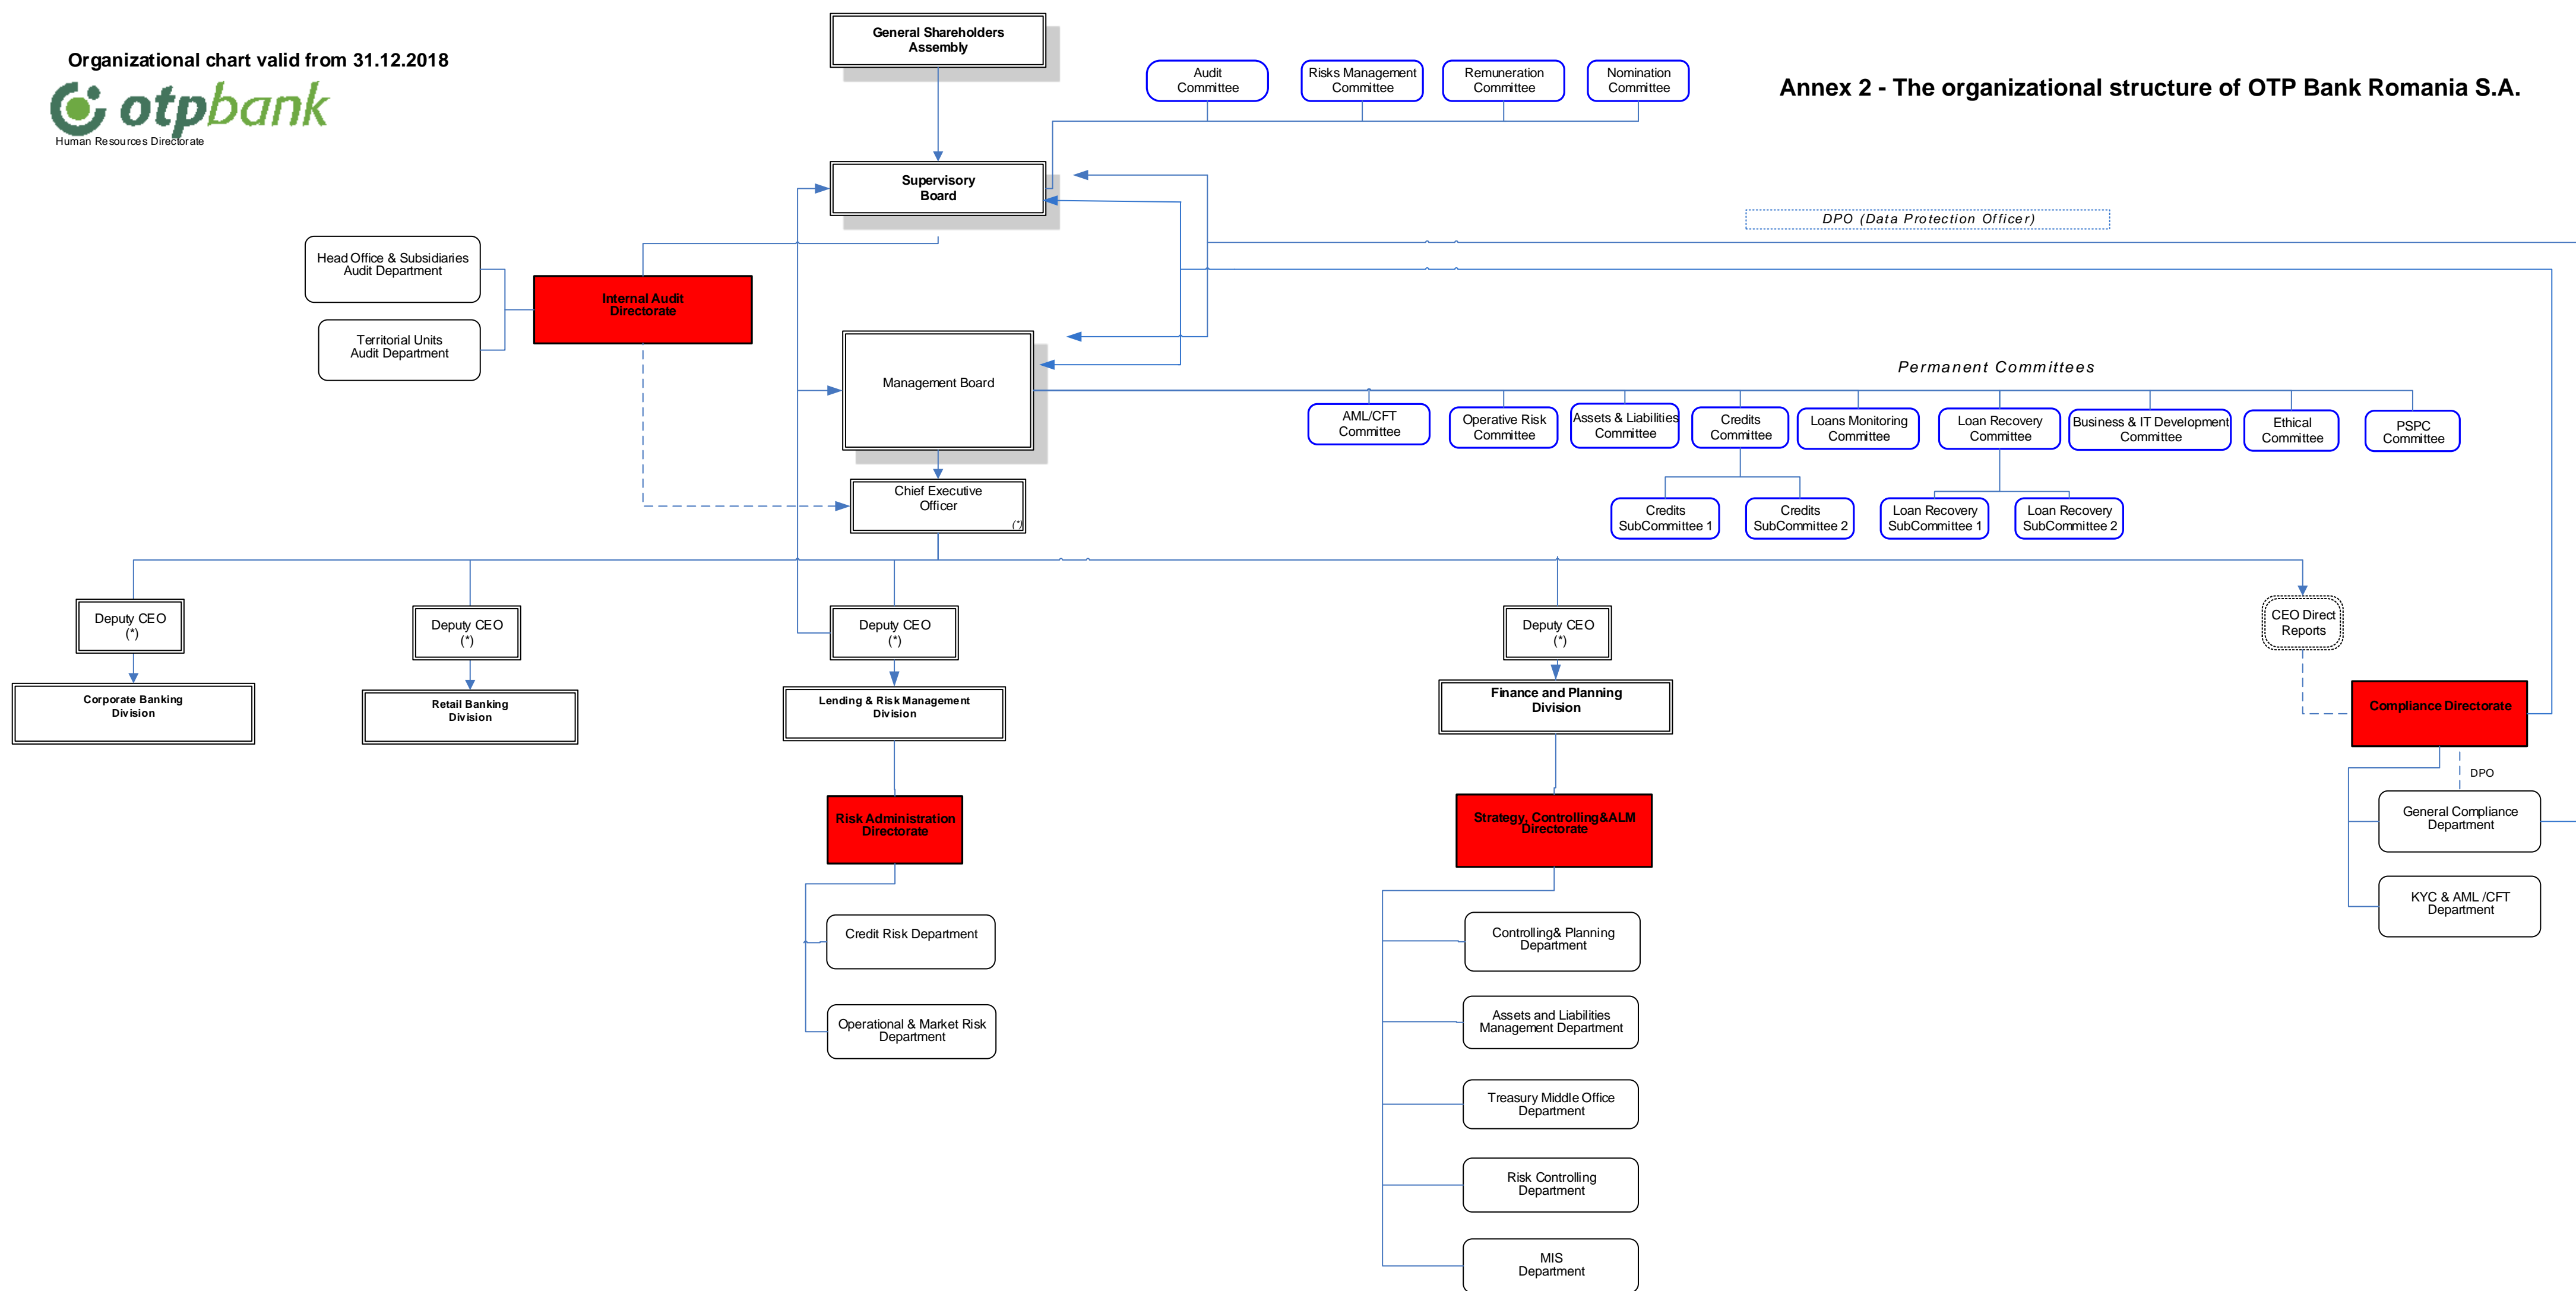 General Shareholders
Assembly
Organizational chart valid from 31.12.2018
otpbank
Human Resources Directorate
Audit
Committee
Risks Management
Committee
Remuneration
Committee
Nomination
Committee
Annex 2 - The organizational structure of OTP Bank Romania S.A.
Supervisory
Board
DPO (Data Protection Officer)
Head Office & Subsidiaries
Audit Department
Internal Audit
Directorate
Territorial Units
Audit Department
Management Board
Permanent Committees
AML/CFT
Committee
Operative Risk
Committee
Assets & Liabilities
Committee
Credits
Committee
Loans Monitoring
Committee
Loan Recovery
Committee
Business & IT Development
Committee
Ethical
Committee
PSPC
Committee
Chief Executive
Officer
(*)
Credits
SubCommittee 1
Credits
SubCommittee 2
Loan Recovery
SubCommittee 1
Loan Recovery
SubCommittee 2
Deputy CEO
(*)
Deputy CEO
(*)
Deputy CEO
(*)
Deputy CEO
(*)
CEO Direct
Reports
Corporate Banking
Division
Retail Banking
Division
Lending & Risk Management
Division
Finance and Planning
Division
Compliance Directorate
DPO
Risk Administration
Directorate
Strategy, Controlling&ALM
Directorate
General Compliance
Department
KYC & AML /CFT
Department
Credit Risk Department
Controlling& Planning
Department
Operational & Market Risk
Department
Assets and Liabilities
Management Department
Treasury Middle Office
Department
Risk Controlling
Department
MIS
Department